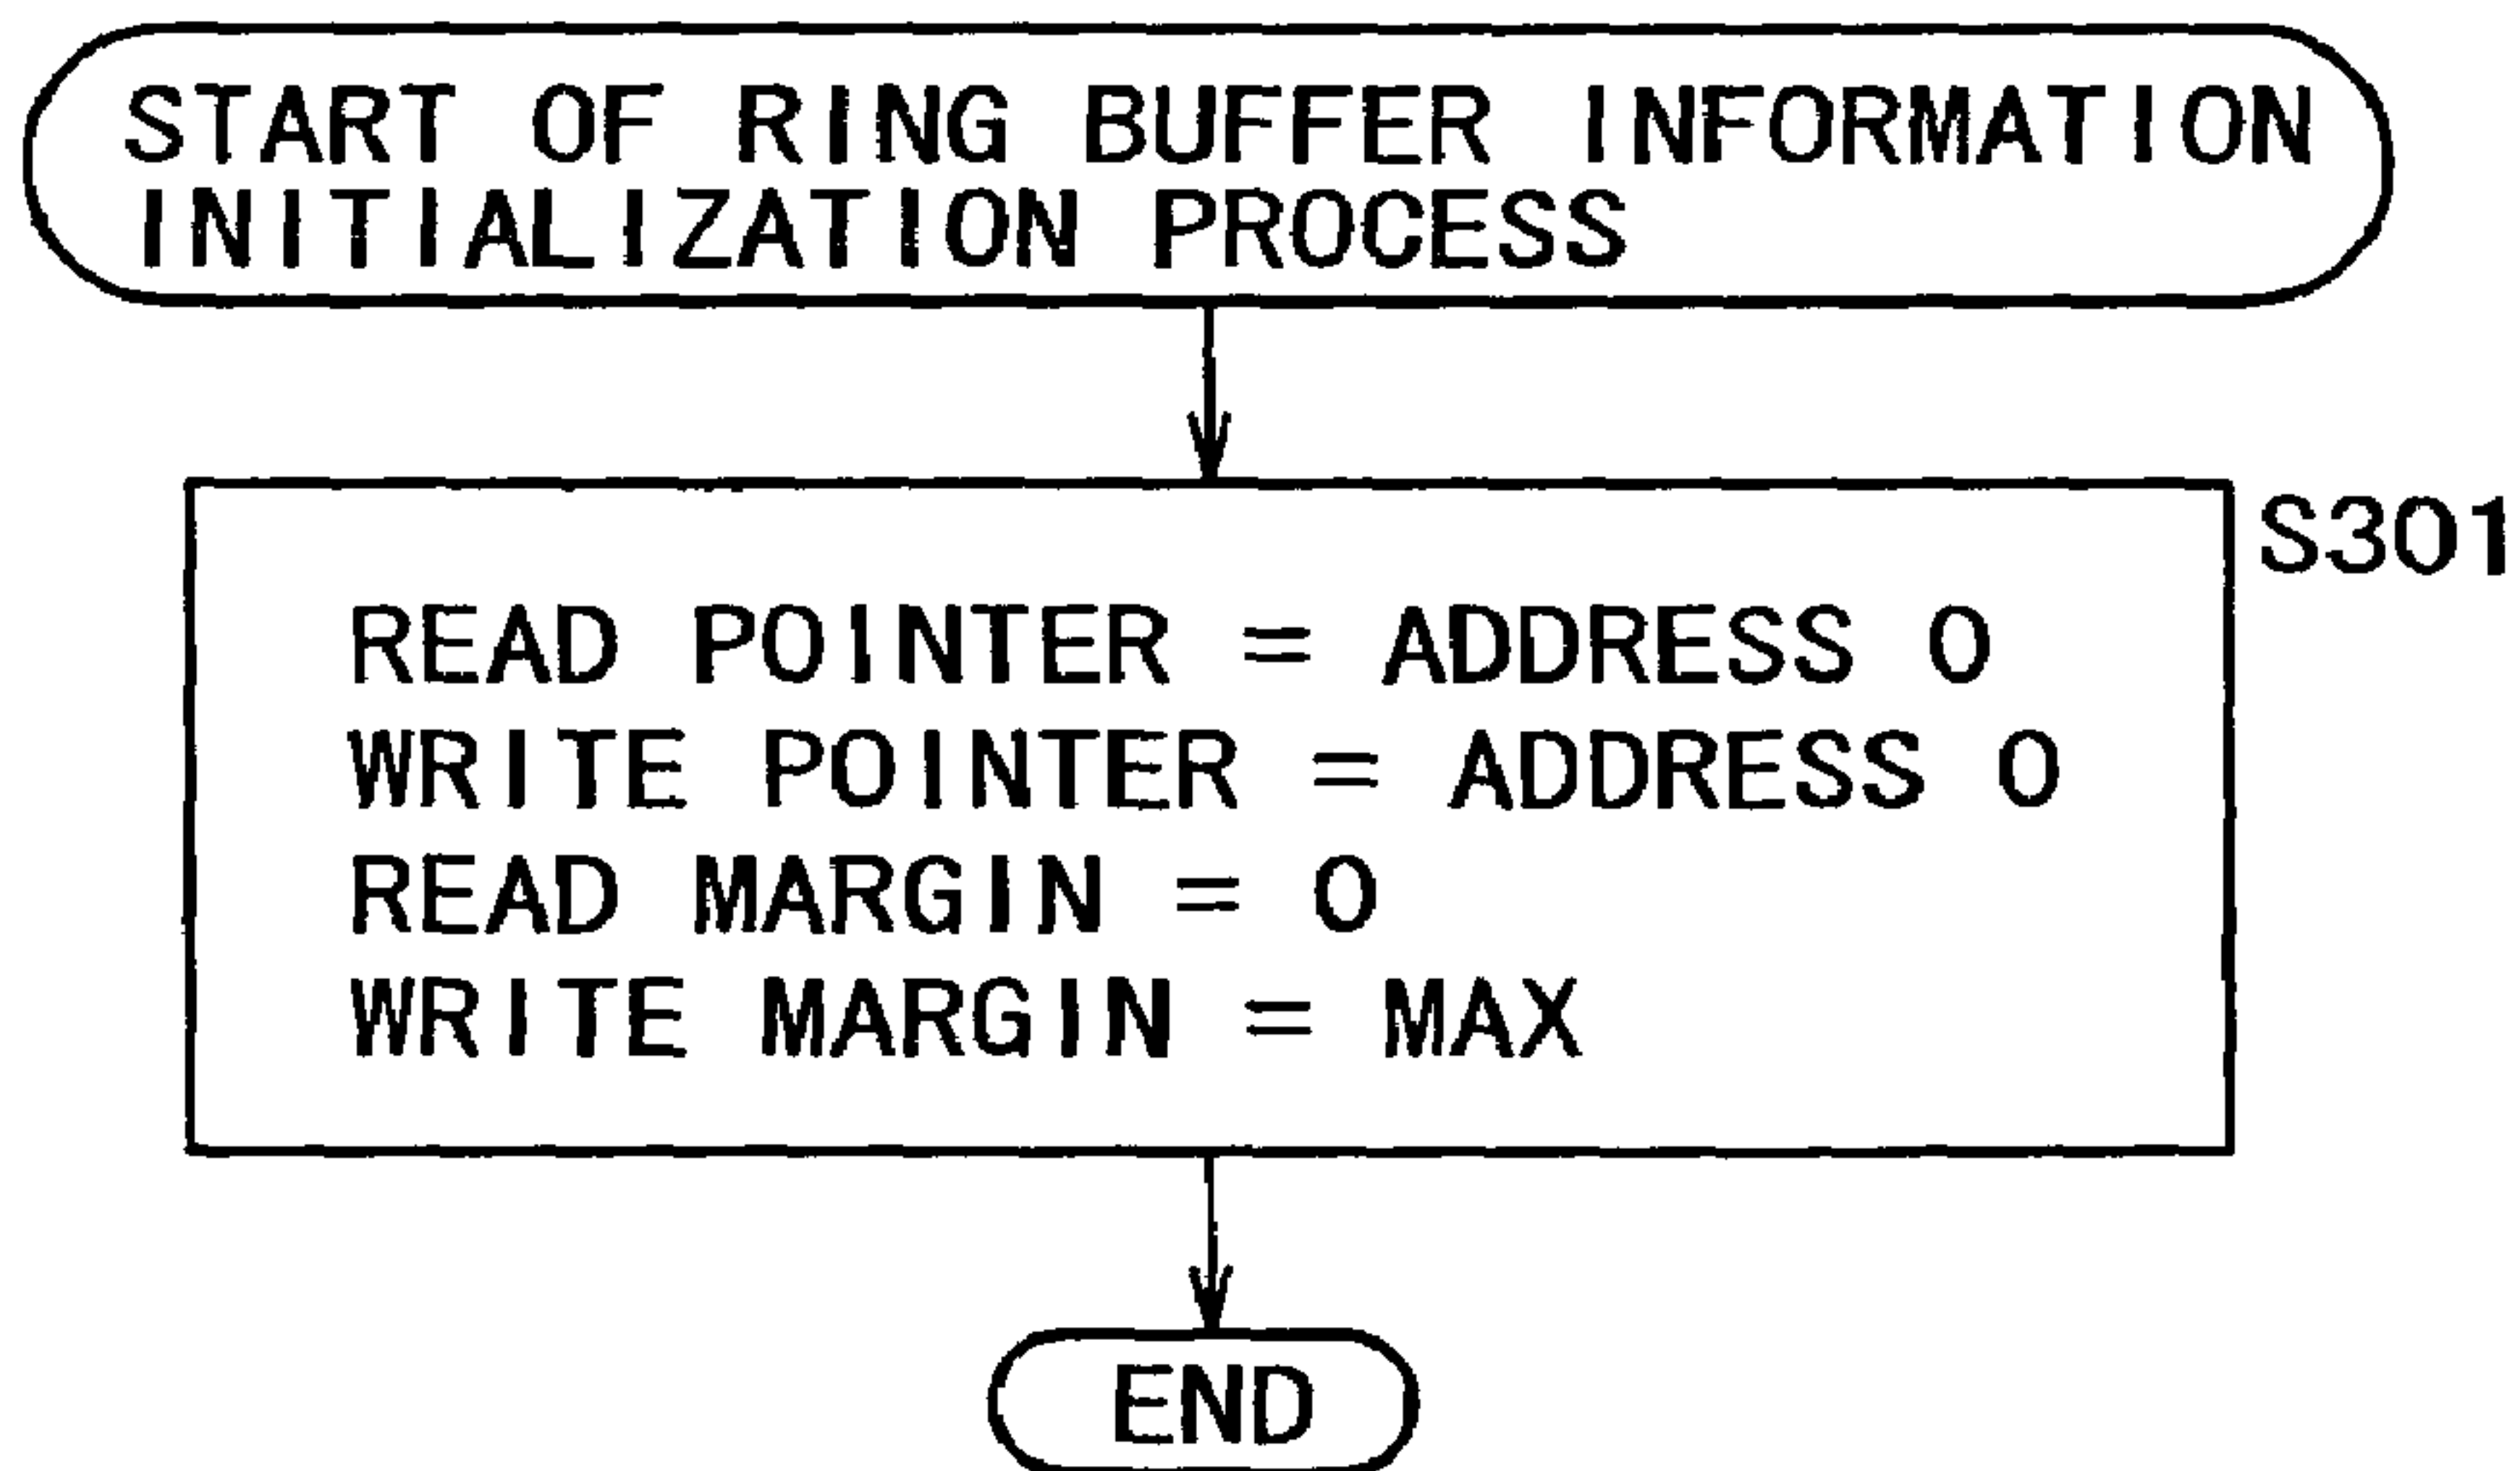 START OF RING BUFFER INFORMATION
INITIALIZATION PROCESS
S301
READ POINTER = ADDRESS 0
WRITE POINTER = ADDRESS 0
READ MARGIN = 0
WRITE MARGIN = MAX
END